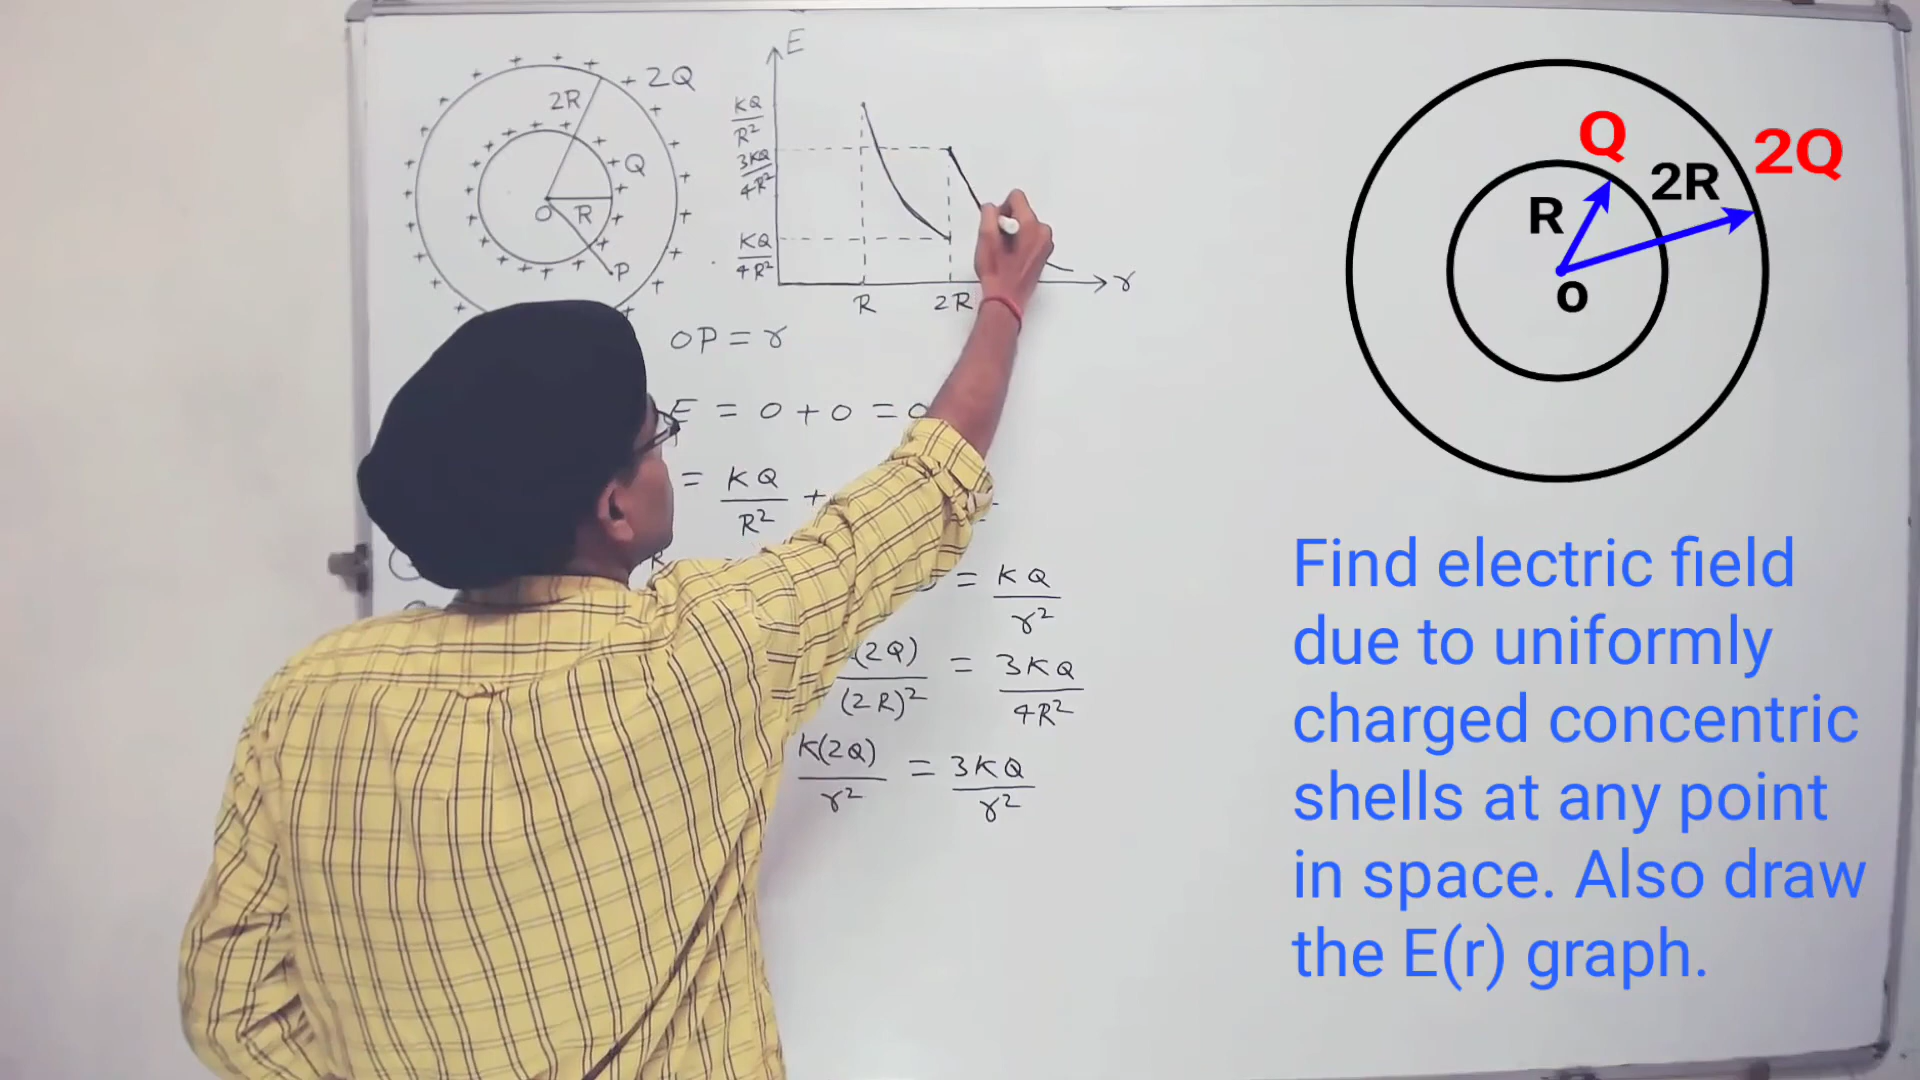 2Q
2R
Q
O
R
P
E
KQ
R²
3KQ
4R²
KQ
4R²
R
2R
r
OP = r
E = 0 + 0 = 0
= KQ
R²
+
= KQ
r²
(2Q)
(2R)²
= 3KQ
4R²
K(2Q)
r²
= 3KQ
r²
Q
2Q
R
2R
o
Find electric field
due to uniformly
charged concentric
shells at any point
in space. Also draw
the E(r) graph.